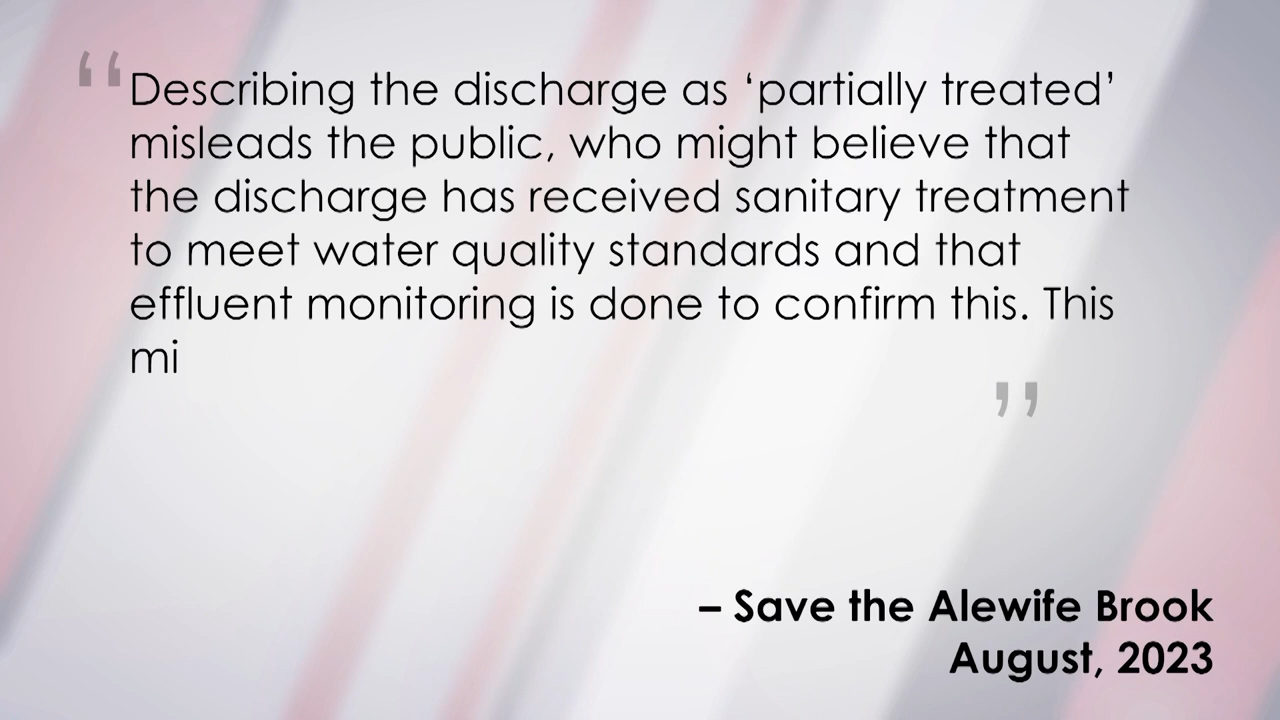 “Describing the discharge as ‘partially treated’
misleads the public, who might believe that
the discharge has received sanitary treatment
to meet water quality standards and that
effluent monitoring is done to confirm this. This
mi
”
– Save the Alewife Brook
August, 2023